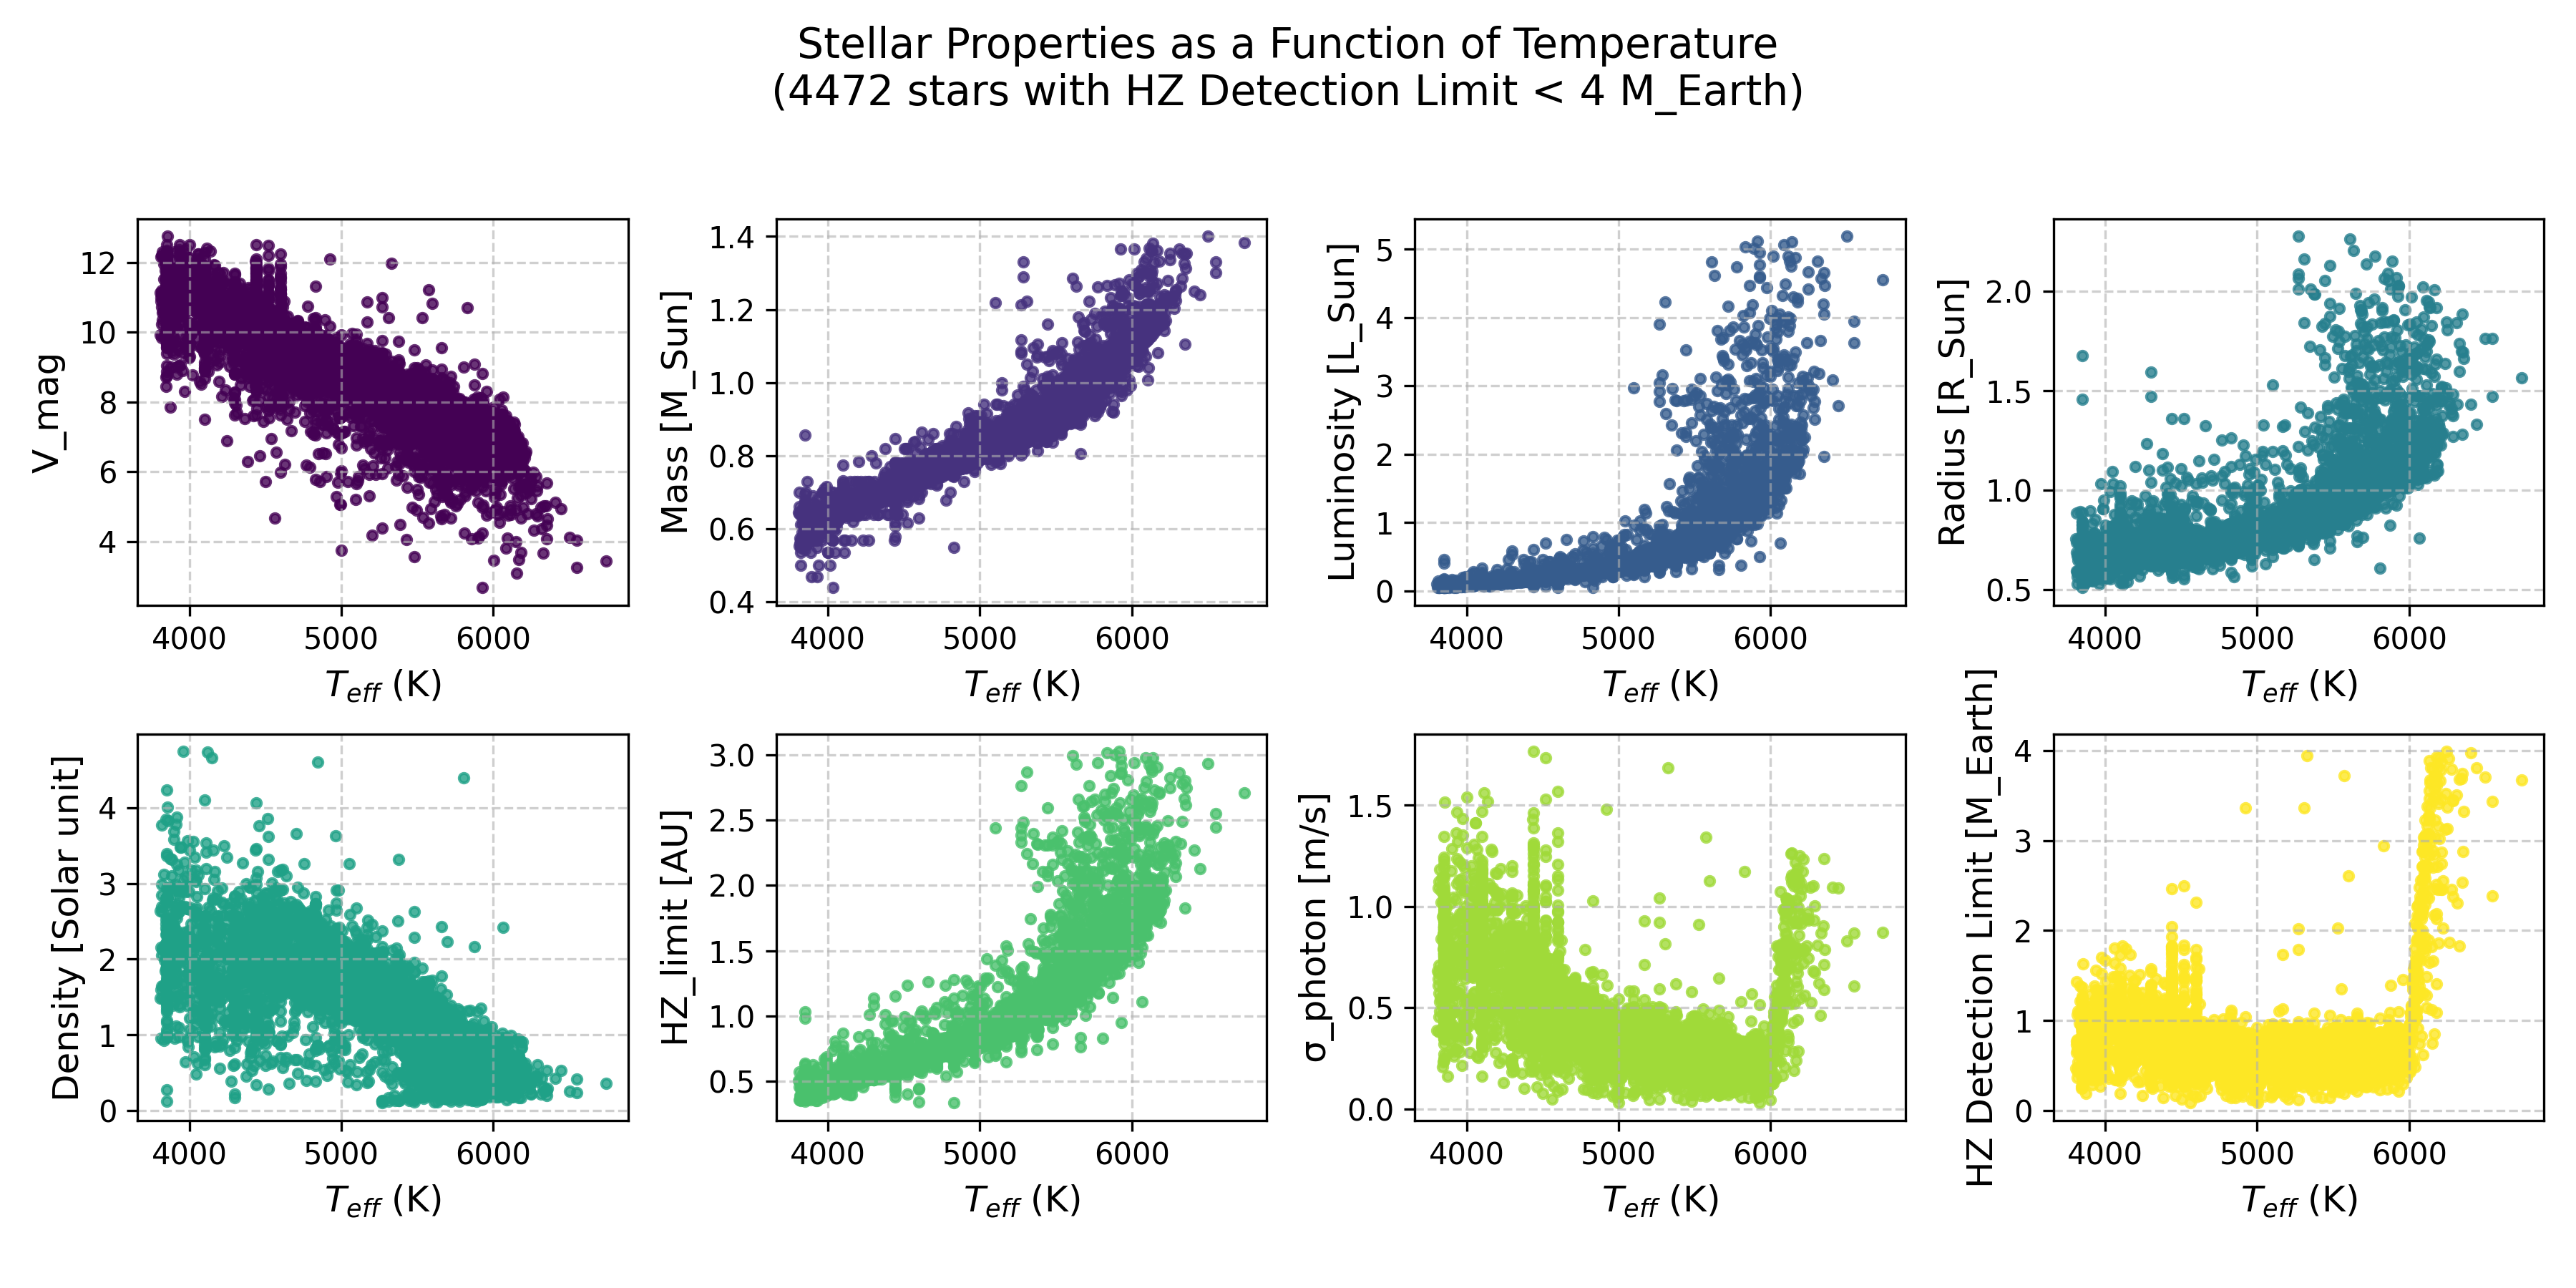 Stellar Properties as a Function of Temperature
(4472 stars with HZ Detection Limit < 4 M_Earth)
V_mag
12
10
8
6
4
4000 5000 6000
T_eff (K)
Mass [M_Sun]
1.4
1.2
1.0
0.8
0.6
0.4
4000 5000 6000
T_eff (K)
Luminosity [L_Sun]
5
4
3
2
1
0
4000 5000 6000
T_eff (K)
Radius [R_Sun]
2.0
1.5
1.0
0.5
4000 5000 6000
T_eff (K)
Density [Solar unit]
4
3
2
1
0
4000 5000 6000
T_eff (K)
HZ_limit [AU]
3.0
2.5
2.0
1.5
1.0
0.5
4000 5000 6000
T_eff (K)
σ_photon [m/s]
1.5
1.0
0.5
0.0
4000 5000 6000
T_eff (K)
HZ Detection Limit [M_Earth]
4
3
2
1
0
4000 5000 6000
T_eff (K)